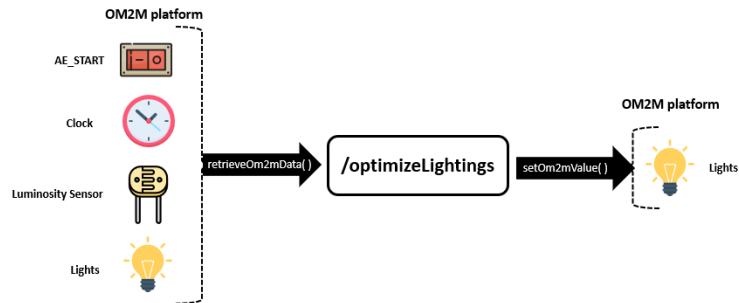 OM2M platform
AE_START
Clock
Luminosity Sensor
Lights
retrieveOm2mData( )
/optimizeLightings
setOm2mValue( )
OM2M platform
Lights